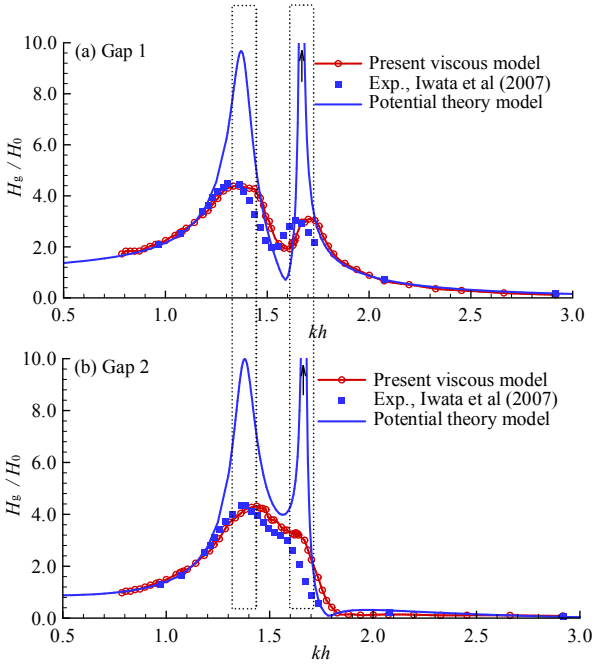 (a) Gap 1
Present viscous model
Exp., Iwata et al (2007)
Potential theory model
H_g / H_0
10.0
8.0
6.0
4.0
2.0
0.0
0.5 1.0 1.5 2.0 2.5 3.0
kh
(b) Gap 2
Present viscous model
Exp., Iwata et al (2007)
Potential theory model
H_g / H_0
10.0
8.0
6.0
4.0
2.0
0.0
0.5 1.0 1.5 2.0 2.5 3.0
kh